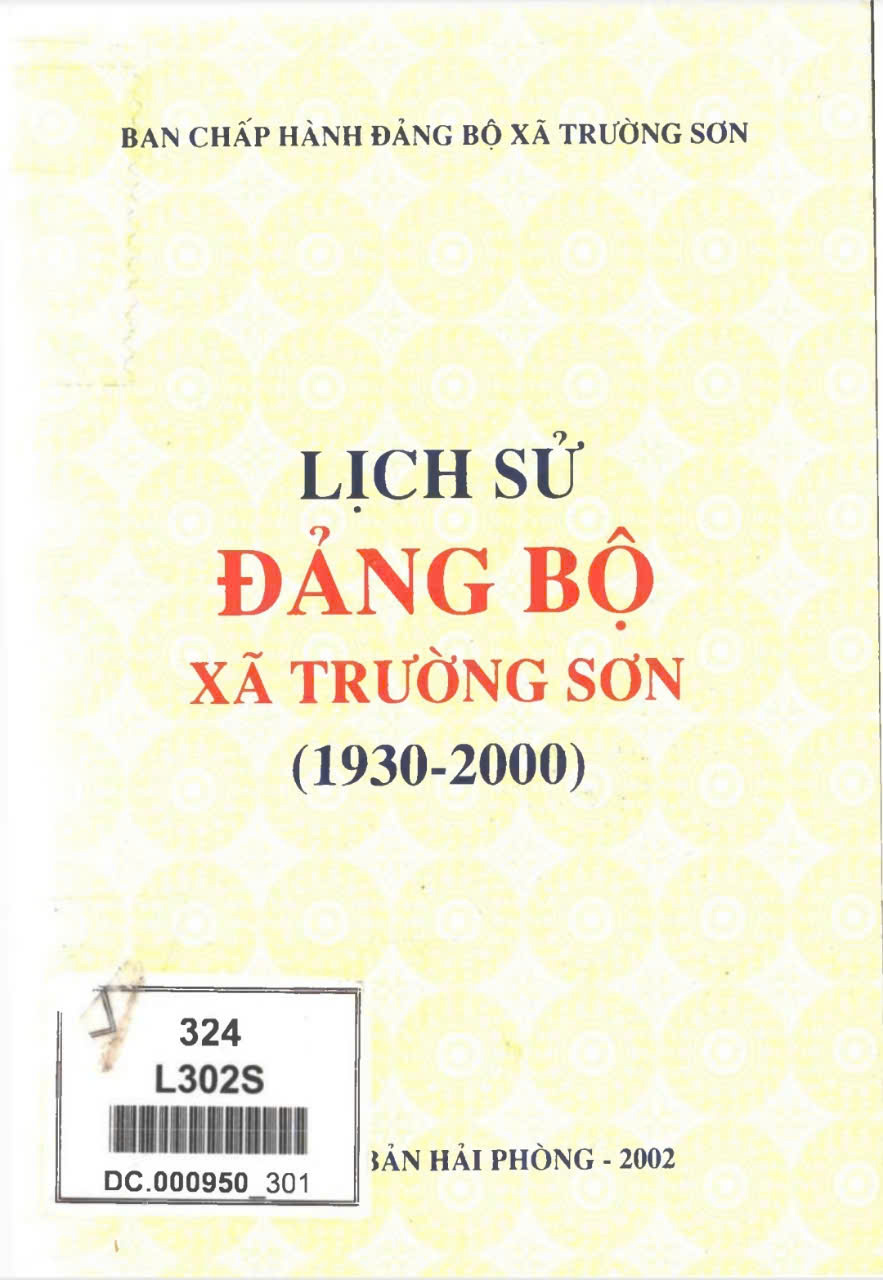 BAN CHẤP HÀNH ĐẢNG BỘ XÃ TRƯỜNG SƠN
LỊCH SỬ
ĐẢNG BỘ
XÃ TRƯỜNG SƠN
(1930-2000)
324
L302S
DC.000950_301
BẢN HẢI PHÒNG - 2002